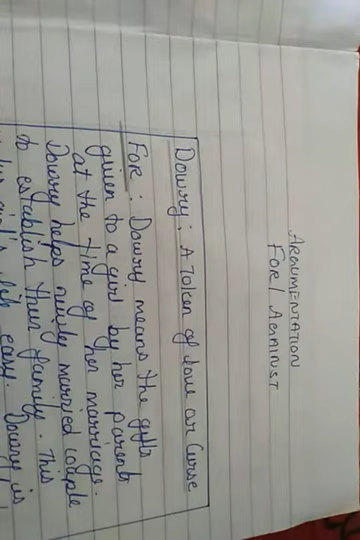 ARGUMENTATION
FOR/ AGAINST
Dowry: A Token of love or Curse
For: Dowry means the gifts
given to a girl by her parents
at the time of her marriage.
Dowry helps newly married couple
to establish their family. This
girl's life easy. Dowry is